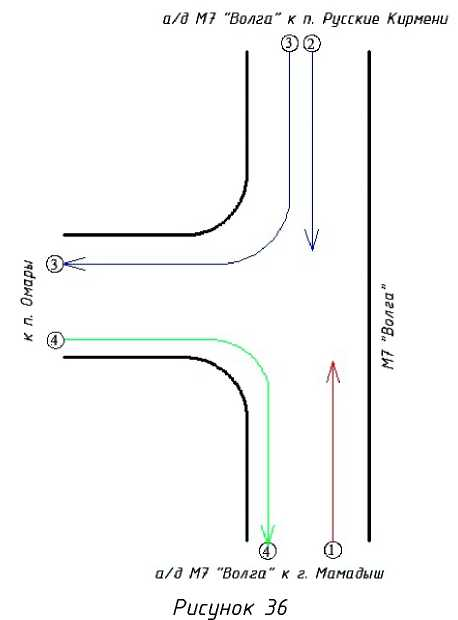 а/д М7 "Волга" к п. Русские Кирмени
3 2
3
к п. Омары
4
М7 "Волга"
4 1
а/д М7 "Волга" к г. Мамадыш
Рисунок 36